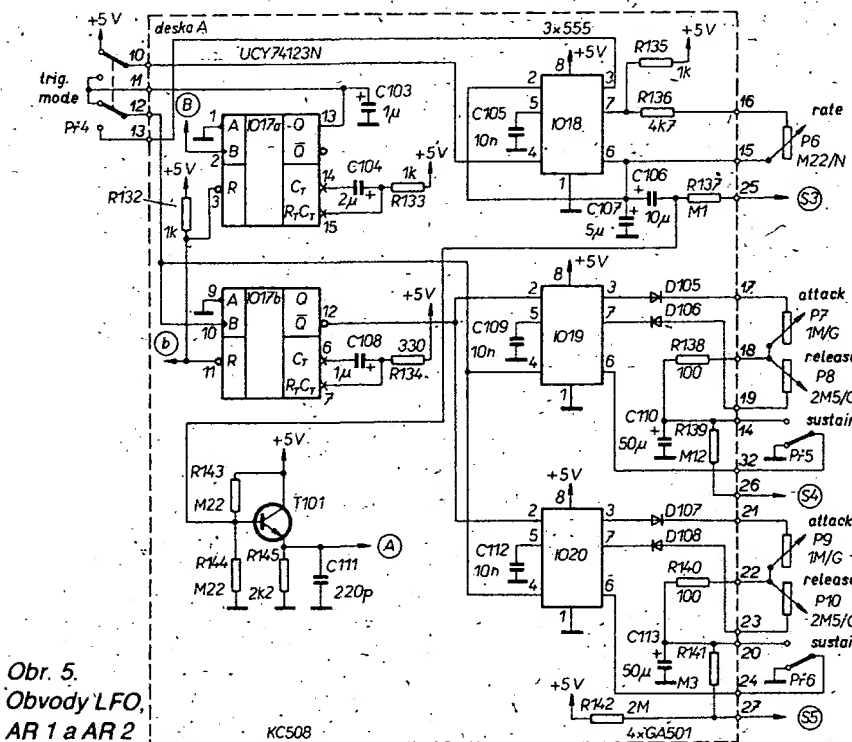 deska A
UCY74123N
3×555
+5V
10
trig.
mode
11
12
13
Př4
B
1
2
3
A
B
R
IO17a
Q
Q̅
CT
RTCT
13
14
15
C103
1µ
C104
2µ
1k
R133
+5V
+5V
R132
1k
C105
10n
2
5
4
+5V
8
IO18
1
3
7
6
R135
1k
+5V
R136
4k7
C106
10µ
C107
5µ
R137
M1
16
15
25
rate
P6
M22/N
S3
9
10
11
b
A
B
R
IO17b
Q
Q̅
CT
RTCT
12
6
7
C108
1µ
330
R134
+5V
C109
10n
2
5
4
+5V
8
IO19
1
3
7
6
D105
D106
R138
100
C110
50µ
R139
M12
17
18
19
14
32
26
attack
P7
1M/G
release
P8
2M5/G
sustain
Př5
S4
+5V
R143
M22
T101
R144
M22
R145
2k2
C111
220p
A
C112
10n
2
5
4
+5V
8
IO20
1
3
7
6
D107
D108
R140
100
C113
50µ
R141
M3
21
22
23
20
24
27
attack
P9
1M/G
release
P10
2M5/G
sustain
Př6
S5
+5V
R142
2M
KC508
4×GA501
Obr. 5.
Obvody LFO,
AR 1 a AR 2